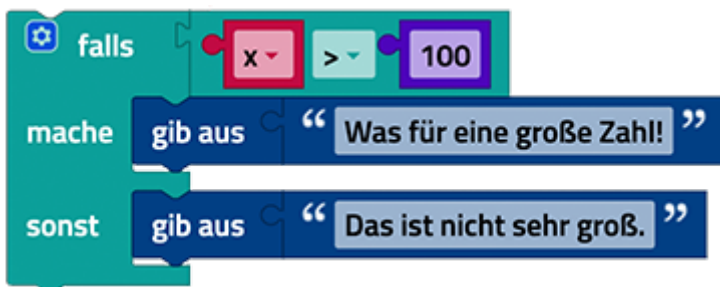 falls x > 100
mache gib aus “ Was für eine große Zahl! ”
sonst gib aus “ Das ist nicht sehr groß. ”